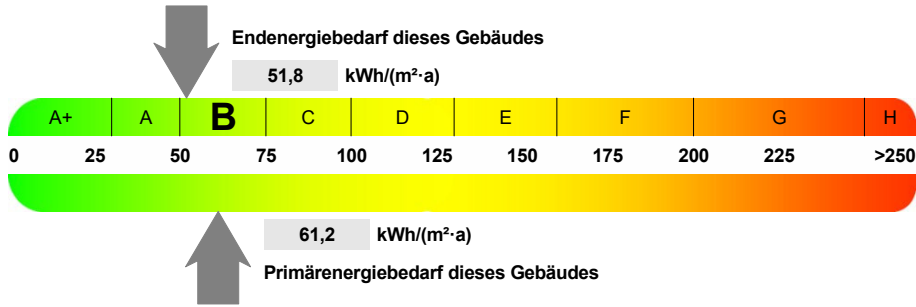 Endenergiebedarf dieses Gebäudes
51,8 kWh/(m²·a)
A+ A B C D E F G H
0 25 50 75 100 125 150 175 200 225 >250
61,2 kWh/(m²·a)
Primärenergiebedarf dieses Gebäudes